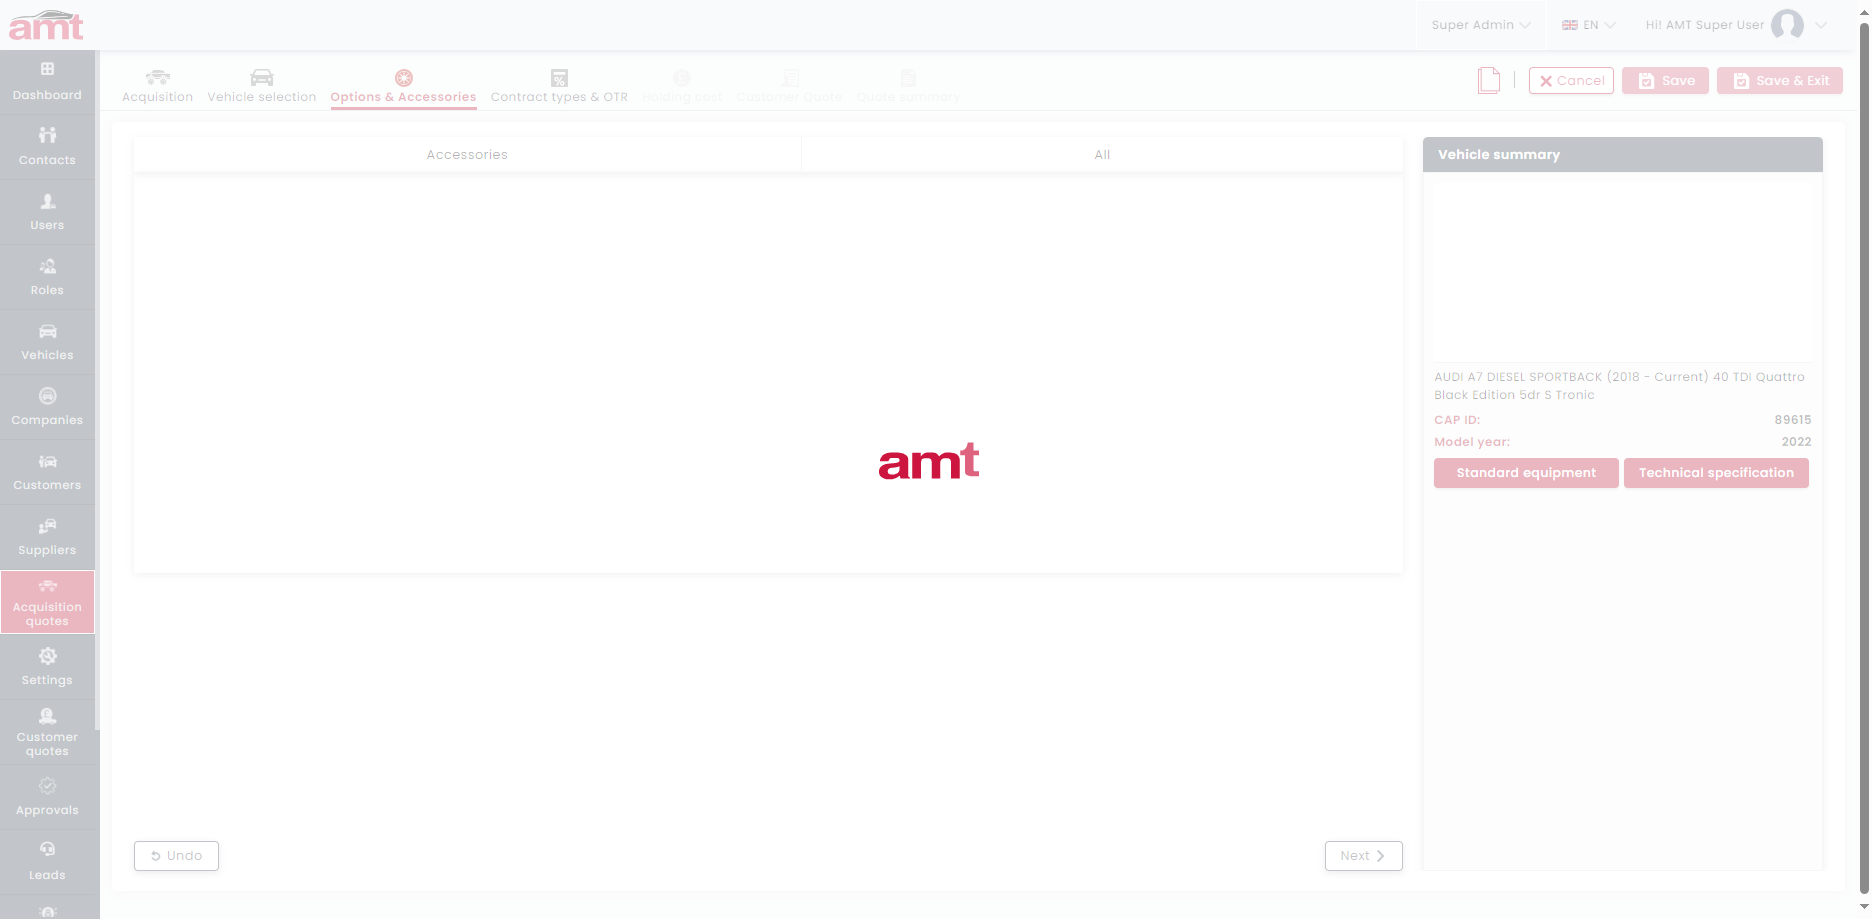 amt
Super Admin
EN
Hi! AMT Super User
Dashboard
Contacts
Users
Roles
Vehicles
Companies
Customers
Suppliers
Acquisition
quotes
Settings
Customer
quotes
Approvals
Leads
Acquisition
Vehicle selection
Options & Accessories
Contract types & OTR
Holding cost
Customer Quote
Quote summary
Cancel
Save
Save & Exit
Accessories
All
amt
Undo
Next
Vehicle summary
AUDI A7 DIESEL SPORTBACK (2018 - Current) 40 TDI Quattro
Black Edition 5dr S Tronic
CAP ID: 89615
Model year: 2022
Standard equipment
Technical specification